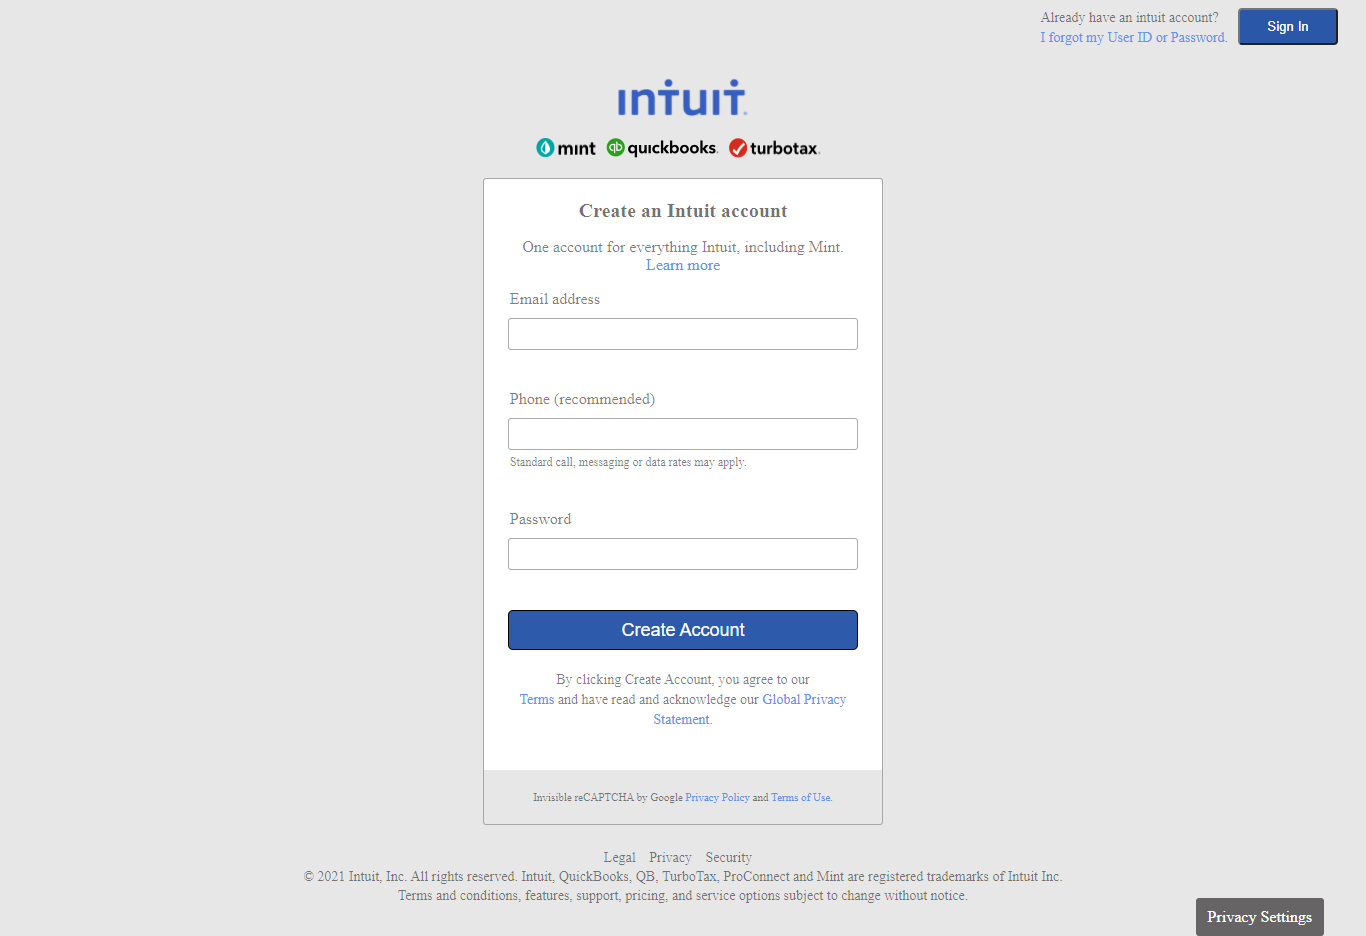 Already have an intuit account?
I forgot my User ID or Password.
Sign In
intuit.
mint quickbooks. turbotax.
Create an Intuit account
One account for everything Intuit, including Mint.
Learn more
Email address
Phone (recommended)
Standard call, messaging or data rates may apply.
Password
Create Account
By clicking Create Account, you agree to our
Terms and have read and acknowledge our Global Privacy
Statement.
Invisible reCAPTCHA by Google Privacy Policy and Terms of Use.
Legal Privacy Security
© 2021 Intuit, Inc. All rights reserved. Intuit, QuickBooks, QB, TurboTax, ProConnect and Mint are registered trademarks of Intuit Inc.
Terms and conditions, features, support, pricing, and service options subject to change without notice.
Privacy Settings